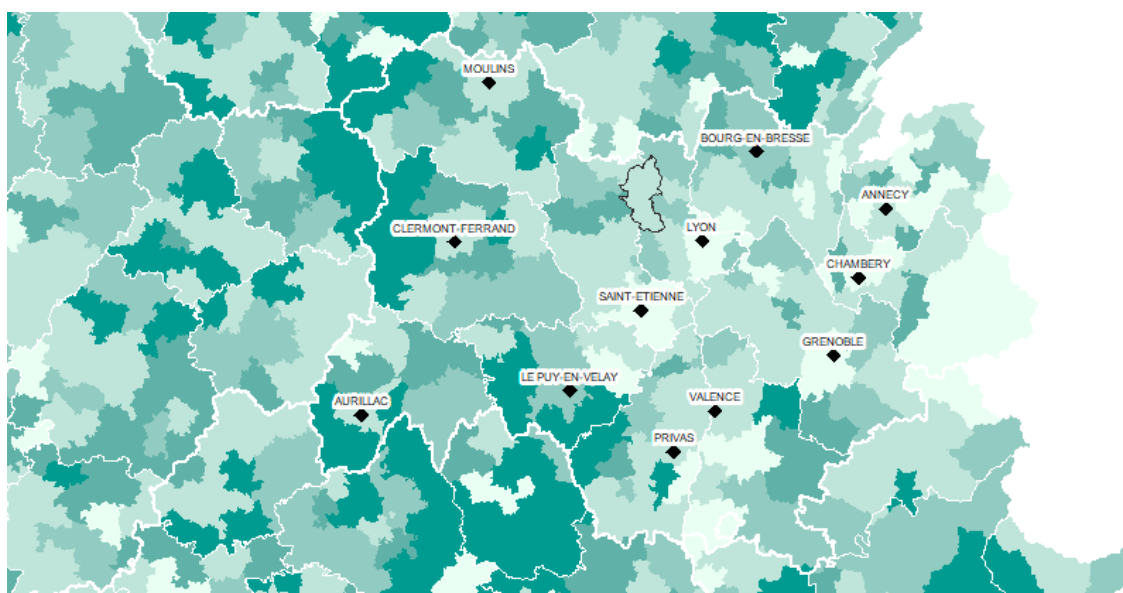 MOULINS
BOURG-EN-BRESSE
ANNECY
CLERMONT-FERRAND
LYON
CHAMBERY
SAINT-ETIENNE
GRENOBLE
LE PUY-EN-VELAY
AURILLAC
VALENCE
PRIVAS